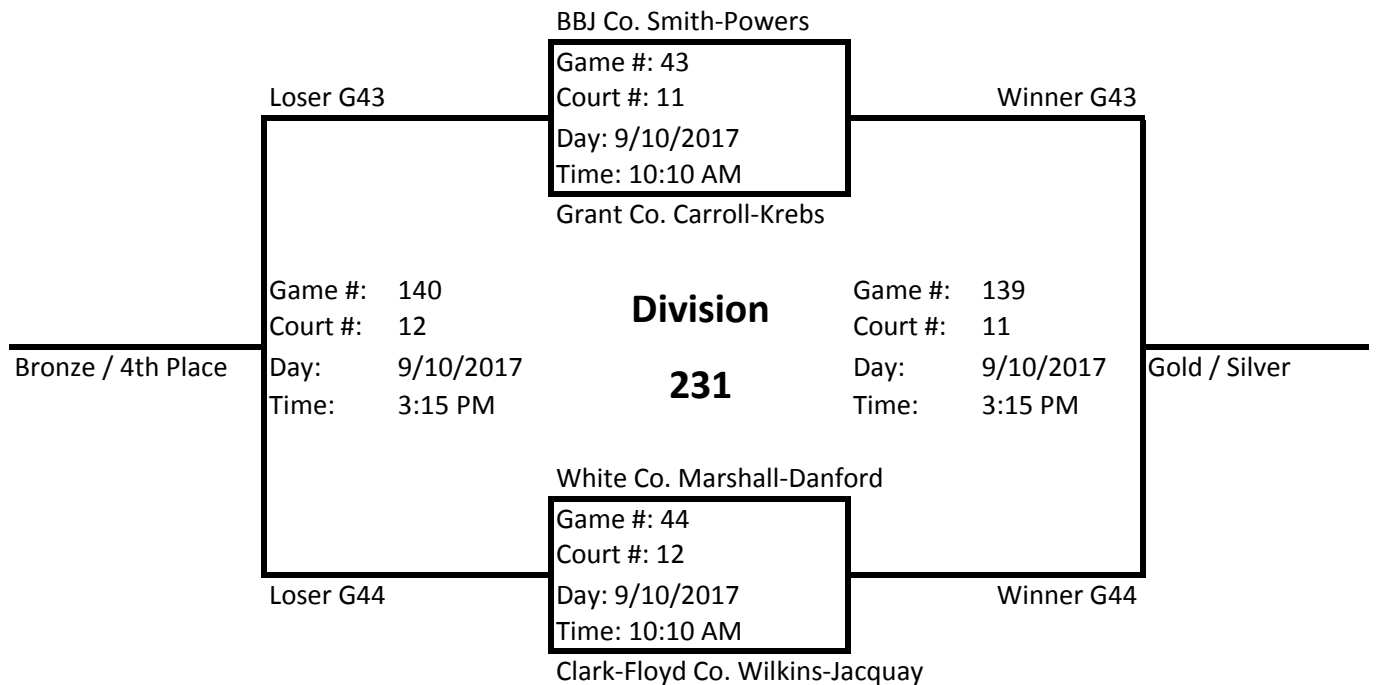 BBJ Co. Smith-Powers
Game #: 43
Loser G43
Court #: 11
Winner G43
Day: 9/10/2017
Time: 10:10 AM
Grant Co. Carroll-Krebs
Game #: 140
Court #: 12
Bronze / 4th Place
Day: 9/10/2017
Time: 3:15 PM
Division
231
Game #: 139
Court #: 11
Day: 9/10/2017
Time: 3:15 PM
Gold / Silver
White Co. Marshall-Danford
Game #: 44
Court #: 12
Loser G44
Day: 9/10/2017
Winner G44
Time: 10:10 AM
Clark-Floyd Co. Wilkins-Jacquay